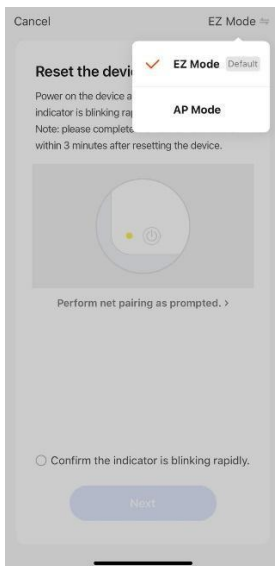 Cancel
EZ Mode
EZ Mode Default
AP Mode
Reset the devi
Power on the device a
indicator is blinking rap
Note: please complete
within 3 minutes after resetting the device.
Perform net pairing as prompted. >
Confirm the indicator is blinking rapidly.
Next